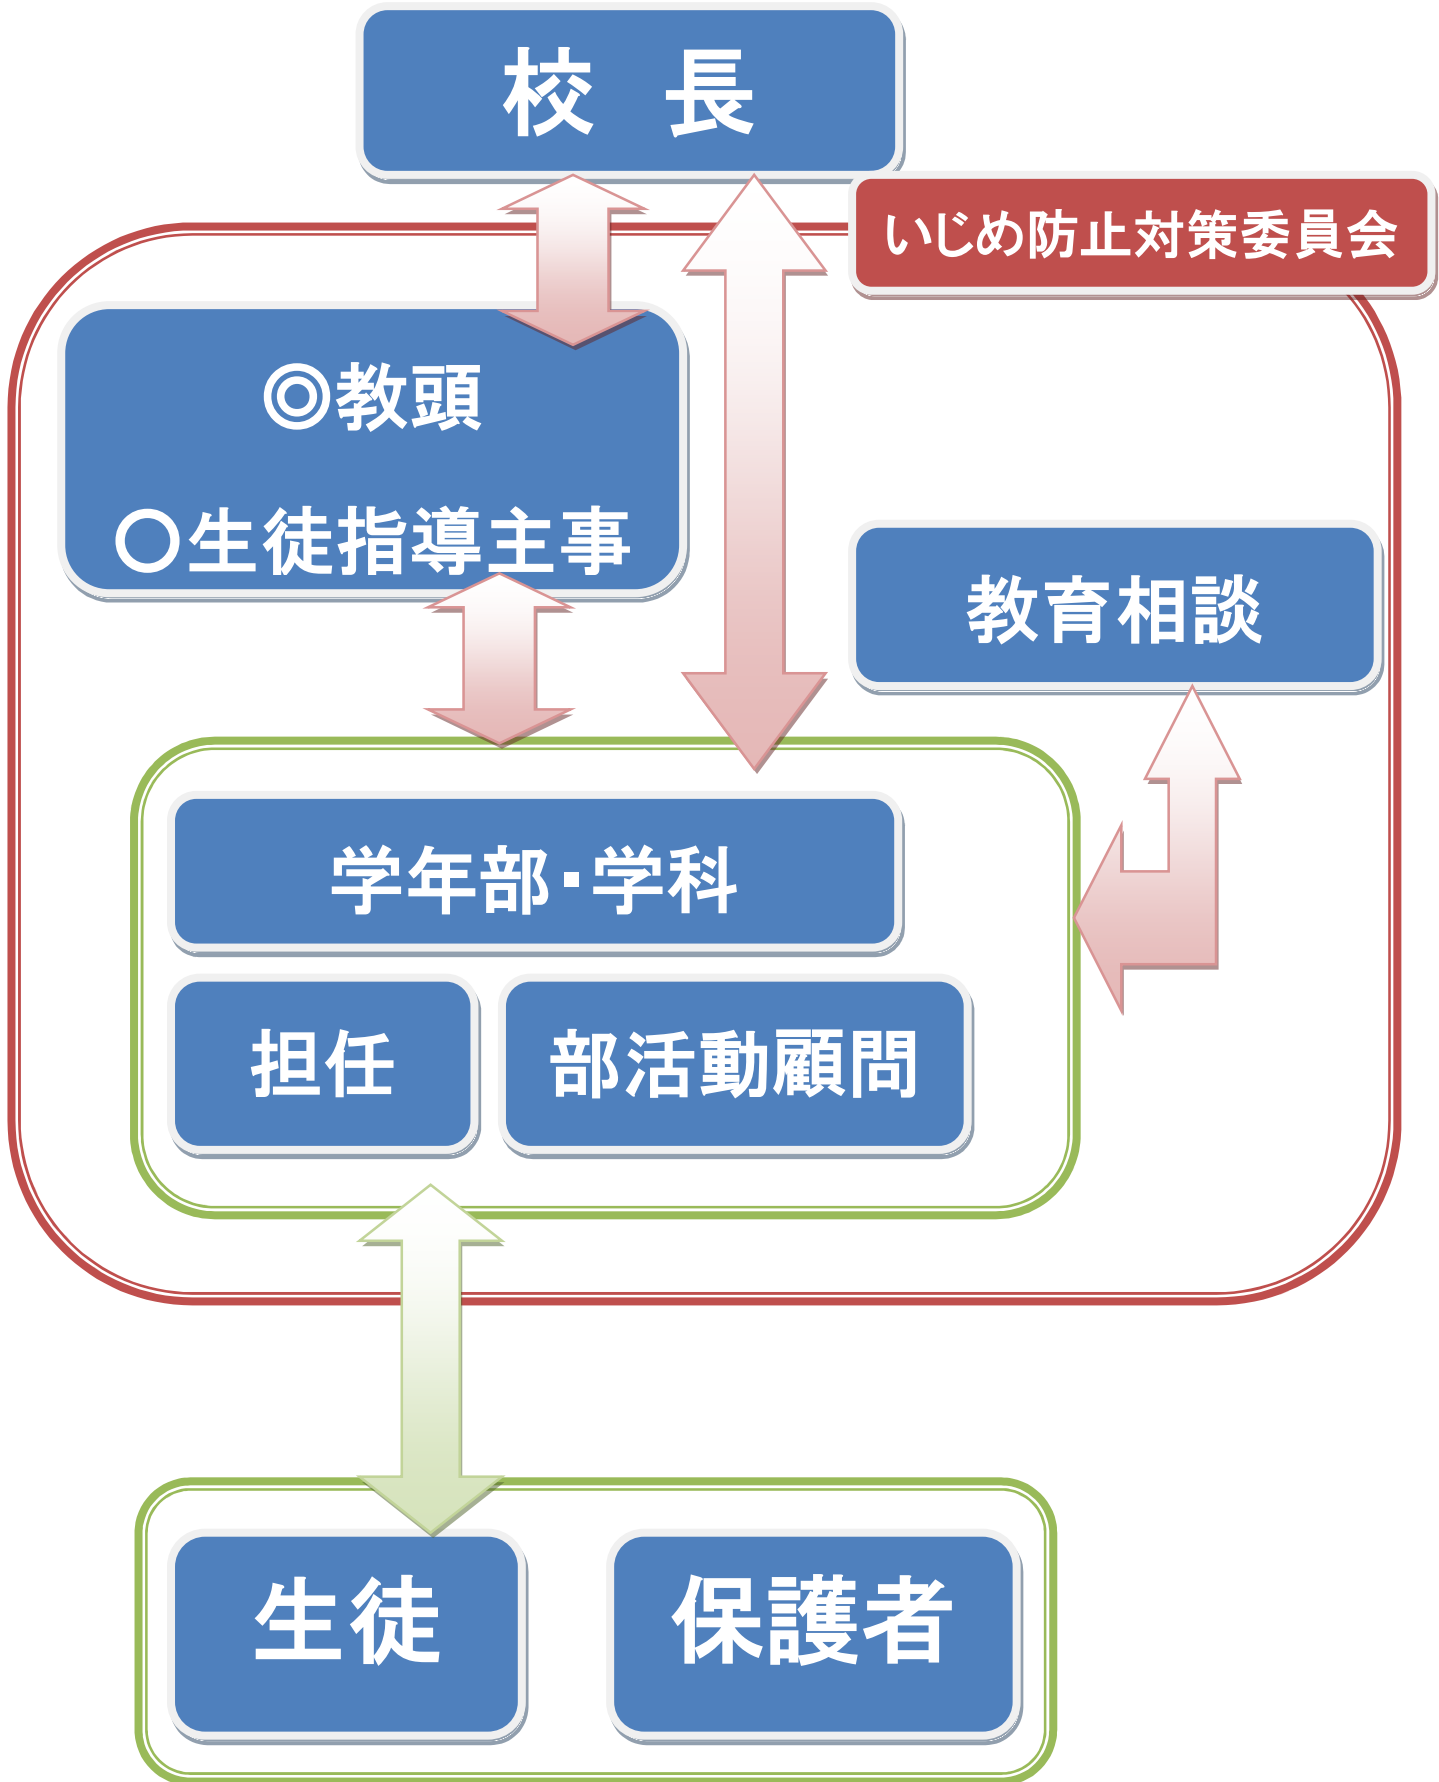 校　長
いじめ防止対策委員会
◎教頭
〇生徒指導主事
教育相談
学年部・学科
担任
部活動顧問
生徒
保護者